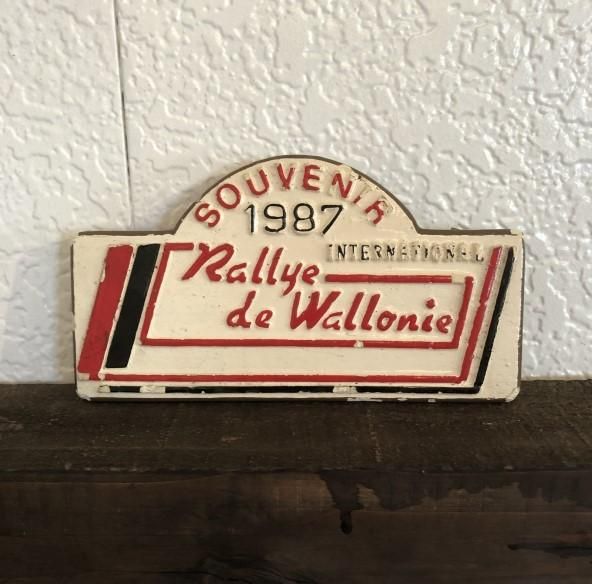 SOUVENIR
1987
INTERNATIONAL
Rallye
de Wallonie